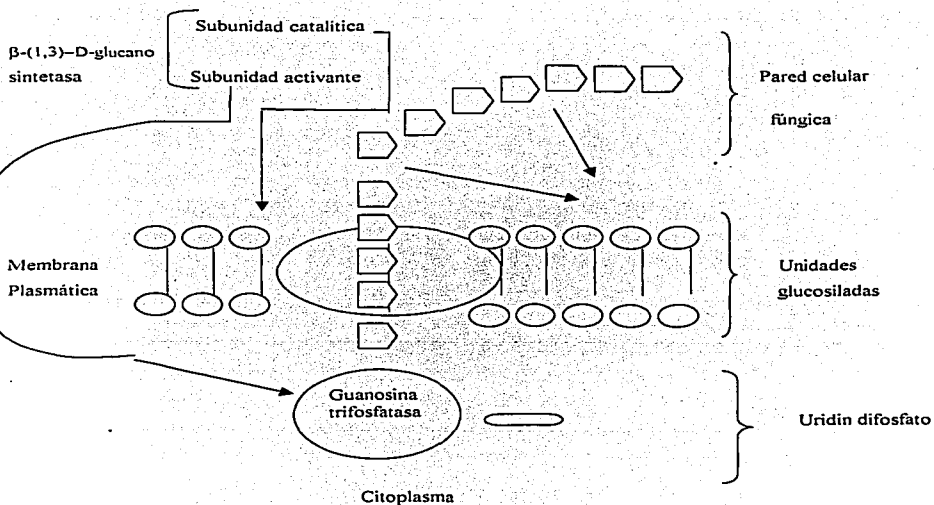 Subunidad catalitica
β-(1,3)–D-glucano
sintetasa
Subunidad activante
Pared celular
fúngica
Membrana
Plasmática
Unidades
glucosiladas
Guanosina
trifosfatasa
Uridin difosfato
Citoplasma